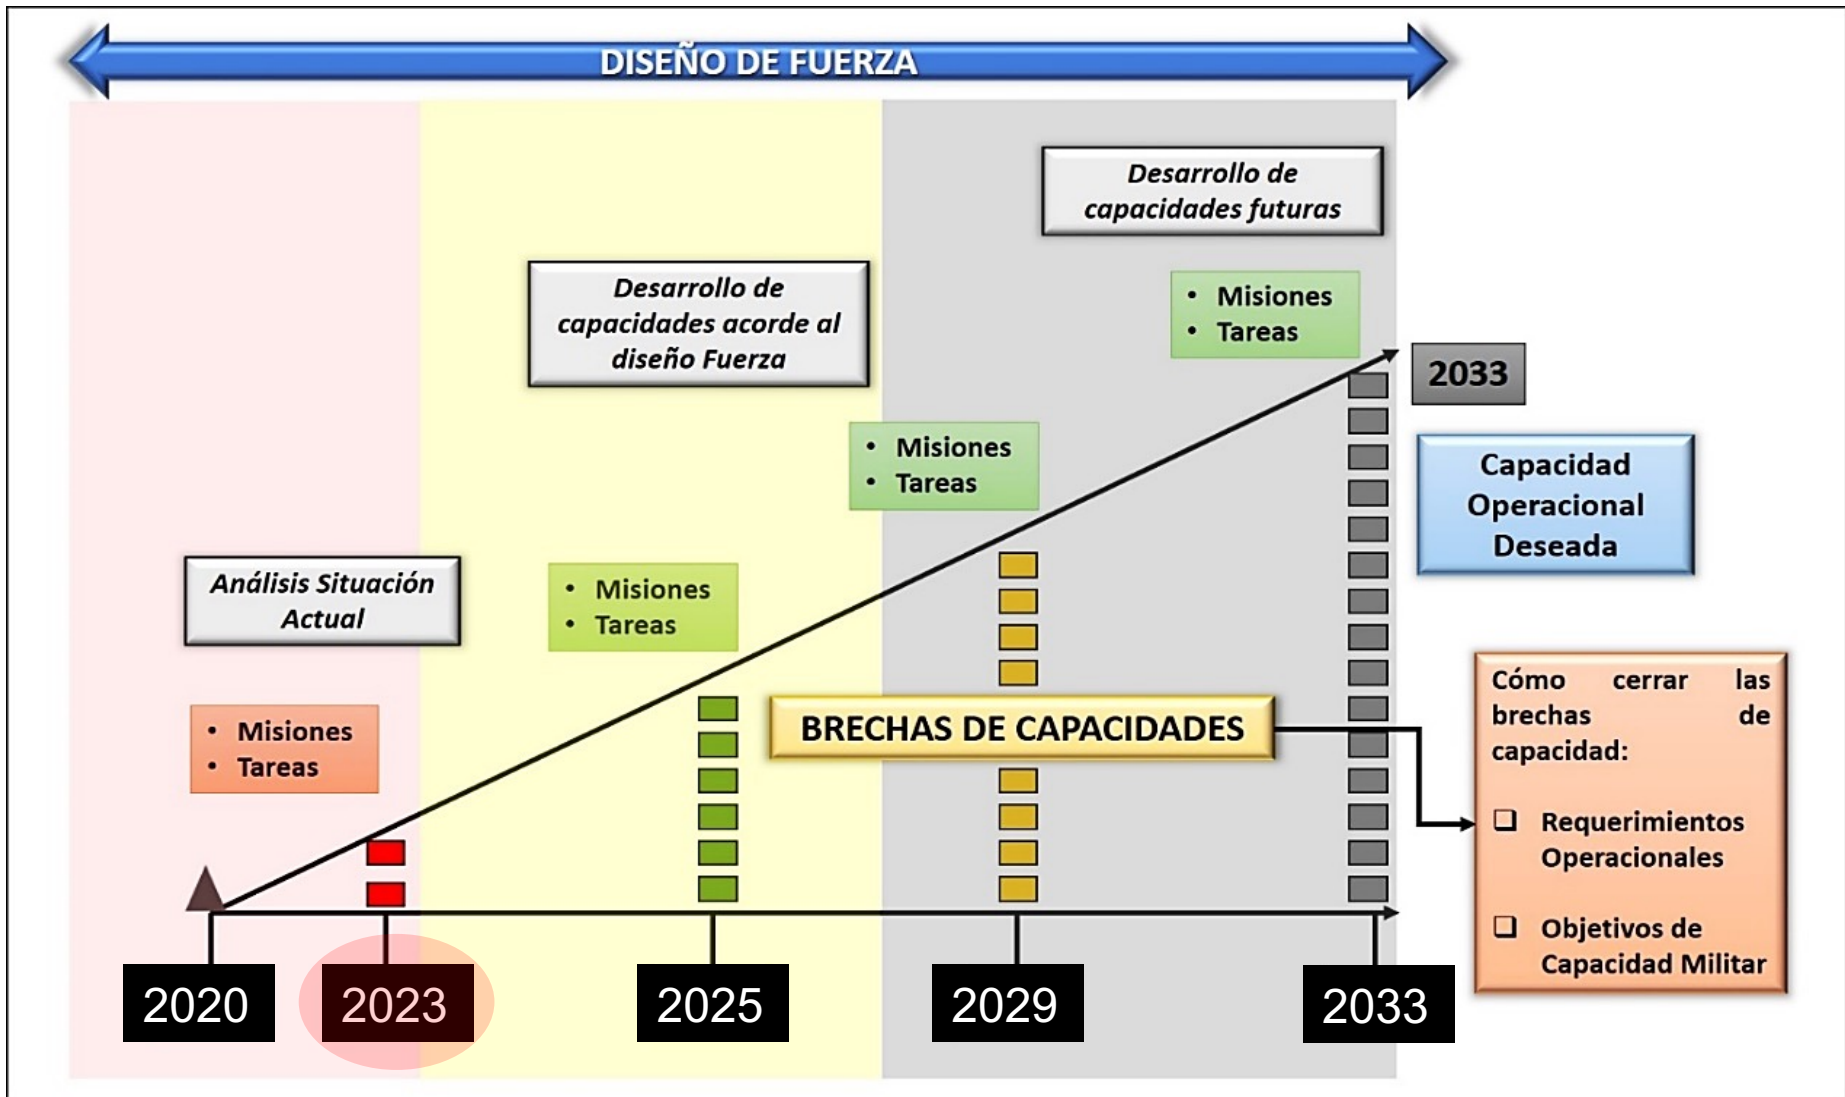 DISEÑO DE FUERZA
Desarrollo de
capacidades futuras
• Misiones
• Tareas
2033
Desarrollo de
capacidades acorde al
diseño Fuerza
• Misiones
• Tareas
Capacidad
Operacional
Deseada
Análisis Situación
Actual
• Misiones
• Tareas
• Misiones
• Tareas
BRECHAS DE CAPACIDADES
Cómo cerrar las
brechas de
capacidad:
❑ Requerimientos
Operacionales
❑ Objetivos de
Capacidad Militar
2020
2023
2025
2029
2033